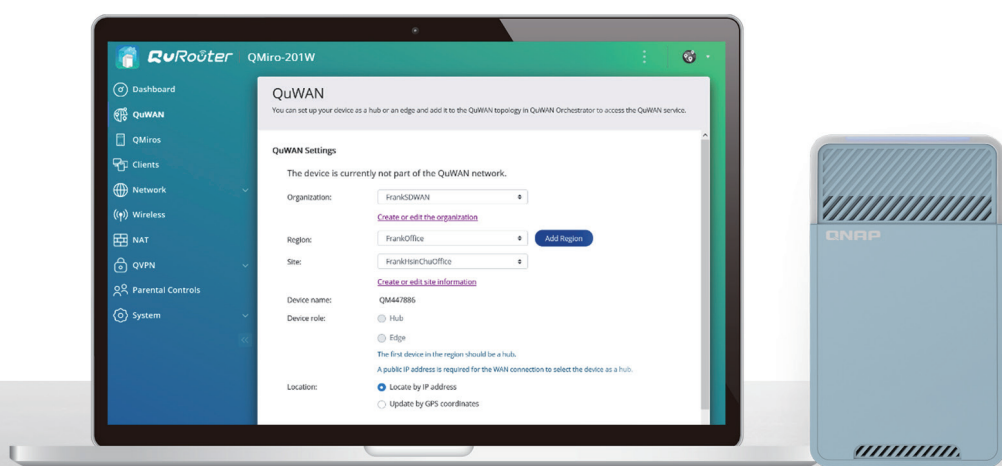 QuRoūter QMiro-201W
Dashboard
QuWAN
QMiros
Clients
Network
Wireless
NAT
QVPN
Parental Controls
System
QuWAN
You can set up your device as a hub or an edge and add it to the QuWAN topology in QuWAN Orchestrator to access the QuWAN service.
QuWAN Settings
The device is currently not part of the QuWAN network.
Organization: FrankSDWAN
Create or edit the organization
Region: FrankOffice Add Region
Site: FrankHsinChuOffice
Create or edit site information
Device name: QM447886
Device role: Hub
Edge
The first device in the region should be a hub.
A public IP address is required for the WAN connection to select the device as a hub.
Location: Locate by IP address
Update by GPS coordinates
QNAP